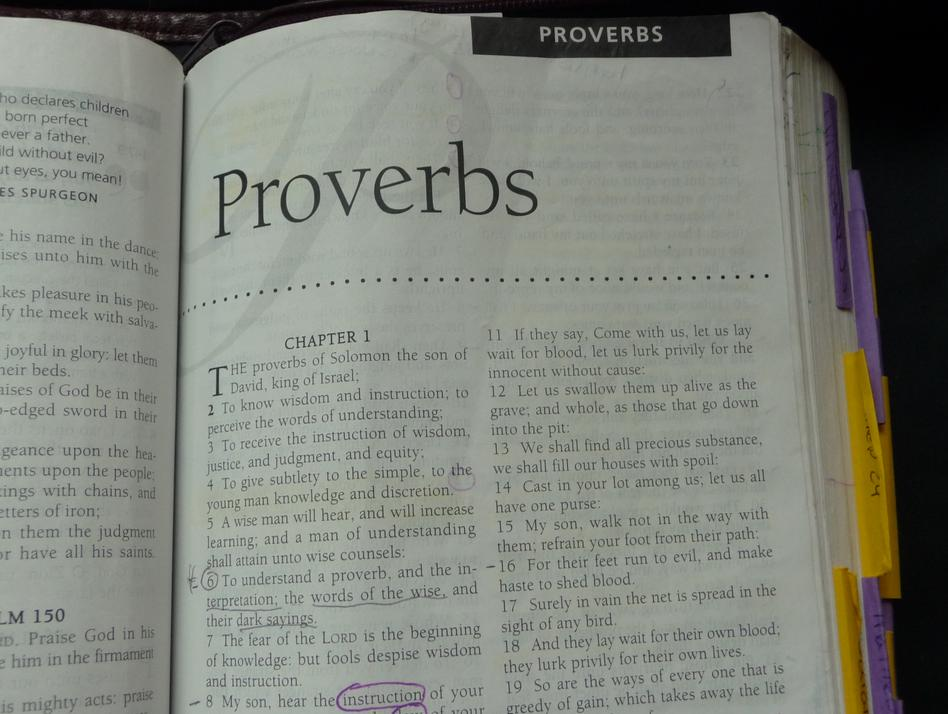 PROVERBS
ho declares children
born perfect
ever a father.
ild without evil?
ut eyes, you mean!
ES SPURGEON
e his name in the dance:
ises unto him with the
akes pleasure in his peo-
fy the meek with salva-
joyful in glory: let them
heir beds.
aises of God be in their
o-edged sword in their
geance upon the hea-
ments upon the people;
ings with chains, and
etters of iron;
n them the judgment
or have all his saints.
LM 150
RD. Praise God in his
e him in the firmament
is mighty acts: praise
Proverbs
CHAPTER 1
THE proverbs of Solomon the son of
David, king of Israel;
2 To know wisdom and instruction; to
perceive the words of understanding;
3 To receive the instruction of wisdom,
justice, and judgment, and equity;
4 To give subtlety to the simple, to the
young man knowledge and discretion.
5 A wise man will hear, and will increase
learning; and a man of understanding
shall attain unto wise counsels:
6 To understand a proverb, and the in-
terpretation; the words of the wise, and
their dark sayings.
7 The fear of the LORD is the beginning
of knowledge: but fools despise wisdom
and instruction.
8 My son, hear the instruction of your
11 If they say, Come with us, let us lay
wait for blood, let us lurk privily for the
innocent without cause:
12 Let us swallow them up alive as the
grave; and whole, as those that go down
into the pit:
13 We shall find all precious substance,
we shall fill our houses with spoil:
14 Cast in your lot among us; let us all
have one purse:
15 My son, walk not in the way with
them; refrain your foot from their path:
16 For their feet run to evil, and make
haste to shed blood.
17 Surely in vain the net is spread in the
sight of any bird.
18 And they lay wait for their own blood;
they lurk privily for their own lives.
19 So are the ways of every one that is
greedy of gain; which takes away the life